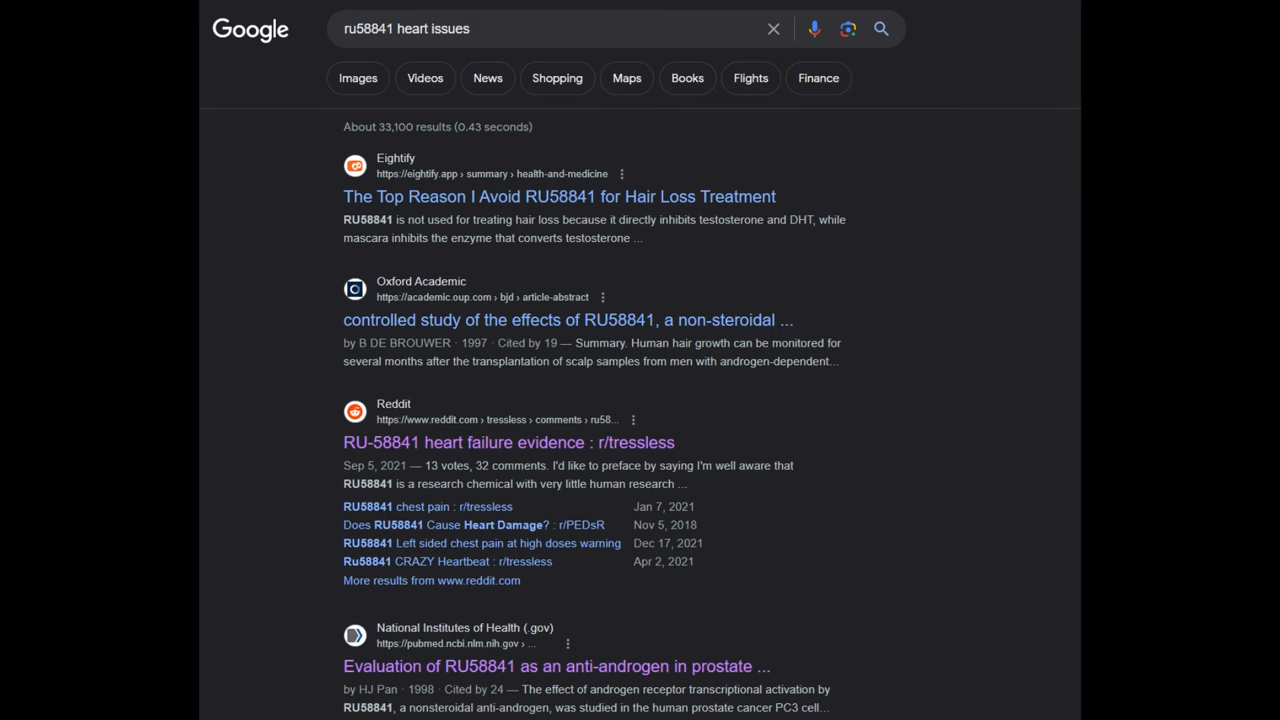 Google
ru58841 heart issues
Images Videos News Shopping Maps Books Flights Finance
About 33,100 results (0.43 seconds)
Eightify
https://eightify.app › summary › health-and-medicine
The Top Reason I Avoid RU58841 for Hair Loss Treatment
RU58841 is not used for treating hair loss because it directly inhibits testosterone and DHT, while
mascara inhibits the enzyme that converts testosterone ...
Oxford Academic
https://academic.oup.com › bjd › article-abstract
controlled study of the effects of RU58841, a non-steroidal ...
by B DE BROUWER · 1997 · Cited by 19 — Summary. Human hair growth can be monitored for
several months after the transplantation of scalp samples from men with androgen-dependent...
Reddit
https://www.reddit.com › tressless › comments › ru58...
RU-58841 heart failure evidence : r/tressless
Sep 5, 2021 — 13 votes, 32 comments. I'd like to preface by saying I'm well aware that
RU58841 is a research chemical with very little human research ...
RU58841 chest pain : r/tressless Jan 7, 2021
Does RU58841 Cause Heart Damage? : r/PEDsR Nov 5, 2018
RU58841 Left sided chest pain at high doses warning Dec 17, 2021
Ru58841 CRAZY Heartbeat : r/tressless Apr 2, 2021
More results from www.reddit.com
National Institutes of Health (.gov)
https://pubmed.ncbi.nlm.nih.gov › ...
Evaluation of RU58841 as an anti-androgen in prostate ...
by HJ Pan · 1998 · Cited by 24 — The effect of androgen receptor transcriptional activation by
RU58841, a nonsteroidal anti-androgen, was studied in the human prostate cancer PC3 cell...